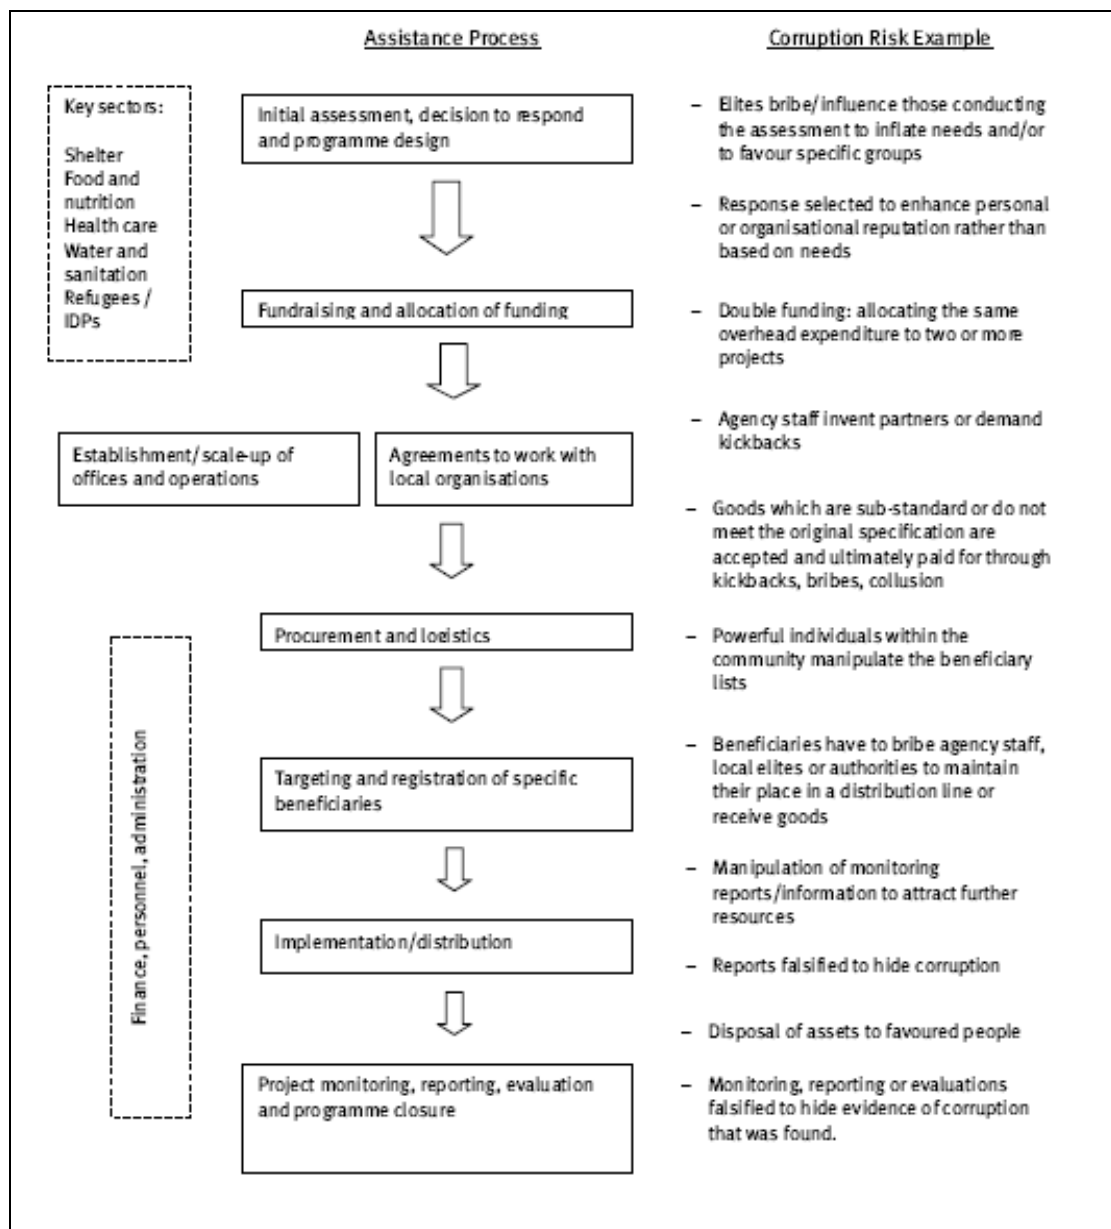 Assistance Process
Corruption Risk Example
Key sectors:
Shelter
Food and
nutrition
Health care
Water and
sanitation
Refugees /
IDPs
Initial assessment, decision to respond
and programme design
Fundraising and allocation of funding
Establishment/scale-up of
offices and operations
Agreements to work with
local organisations
Procurement and logistics
Targeting and registration of specific
beneficiaries
Implementation/distribution
Project monitoring, reporting, evaluation
and programme closure
Finance, personnel, administration
– Elites bribe/influence those conducting
the assessment to inflate needs and/or
to favour specific groups
– Response selected to enhance personal
or organisational reputation rather than
based on needs
– Double funding: allocating the same
overhead expenditure to two or more
projects
– Agency staff invent partners or demand
kickbacks
– Goods which are sub-standard or do not
meet the original specification are
accepted and ultimately paid for through
kickbacks, bribes, collusion
– Powerful individuals within the
community manipulate the beneficiary
lists
– Beneficiaries have to bribe agency staff,
local elites or authorities to maintain
their place in a distribution line or
receive goods
– Manipulation of monitoring
reports/information to attract further
resources
– Reports falsified to hide corruption
– Disposal of assets to favoured people
– Monitoring, reporting or evaluations
falsified to hide evidence of corruption
that was found.